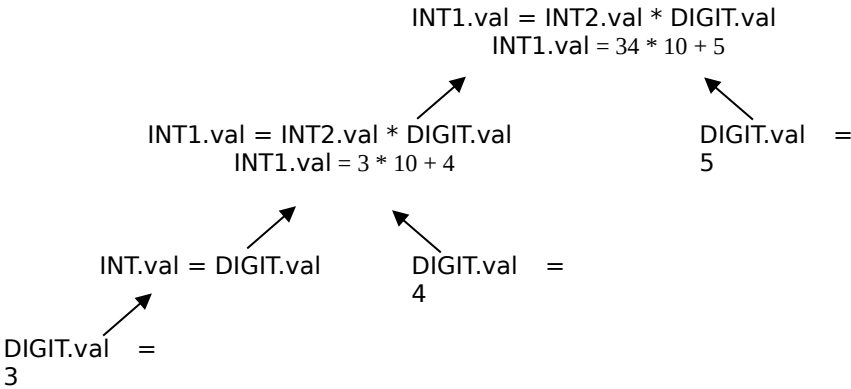 INT1.val = INT2.val * DIGIT.val
INT1.val = 34 * 10 + 5
INT1.val = INT2.val * DIGIT.val
INT1.val = 3 * 10 + 4
DIGIT.val =
5
INT.val = DIGIT.val
DIGIT.val =
4
DIGIT.val =
3